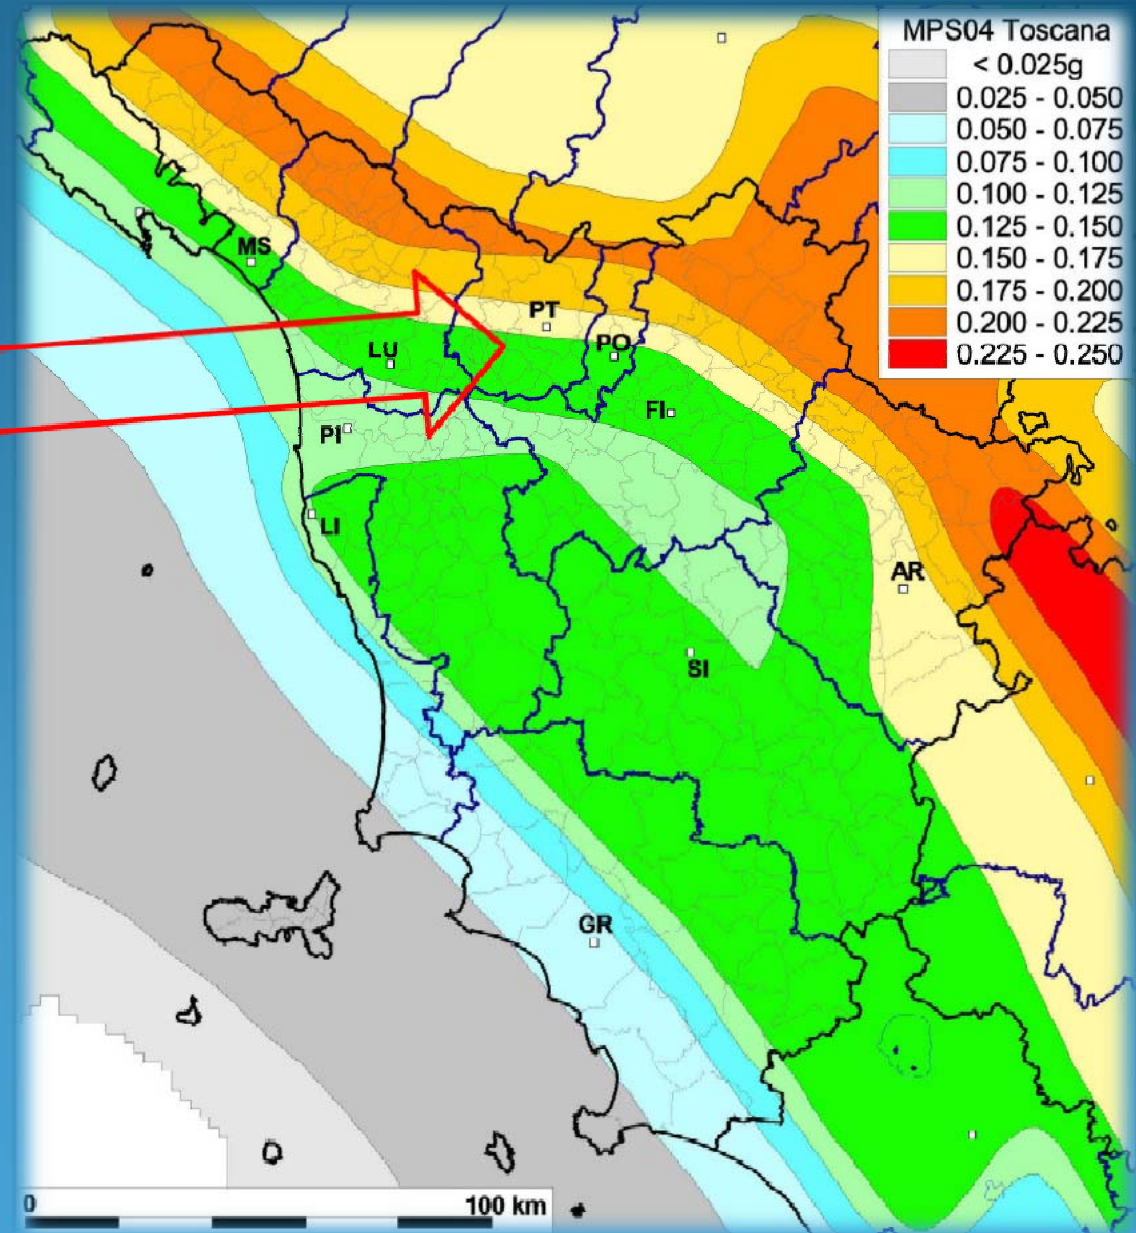 MPS04 Toscana
< 0.025g
0.025 - 0.050
0.050 - 0.075
0.075 - 0.100
0.100 - 0.125
0.125 - 0.150
0.150 - 0.175
0.175 - 0.200
0.200 - 0.225
0.225 - 0.250
MS
PT
PO
LU
FI
PI
LI
AR
SI
GR
0
100 km